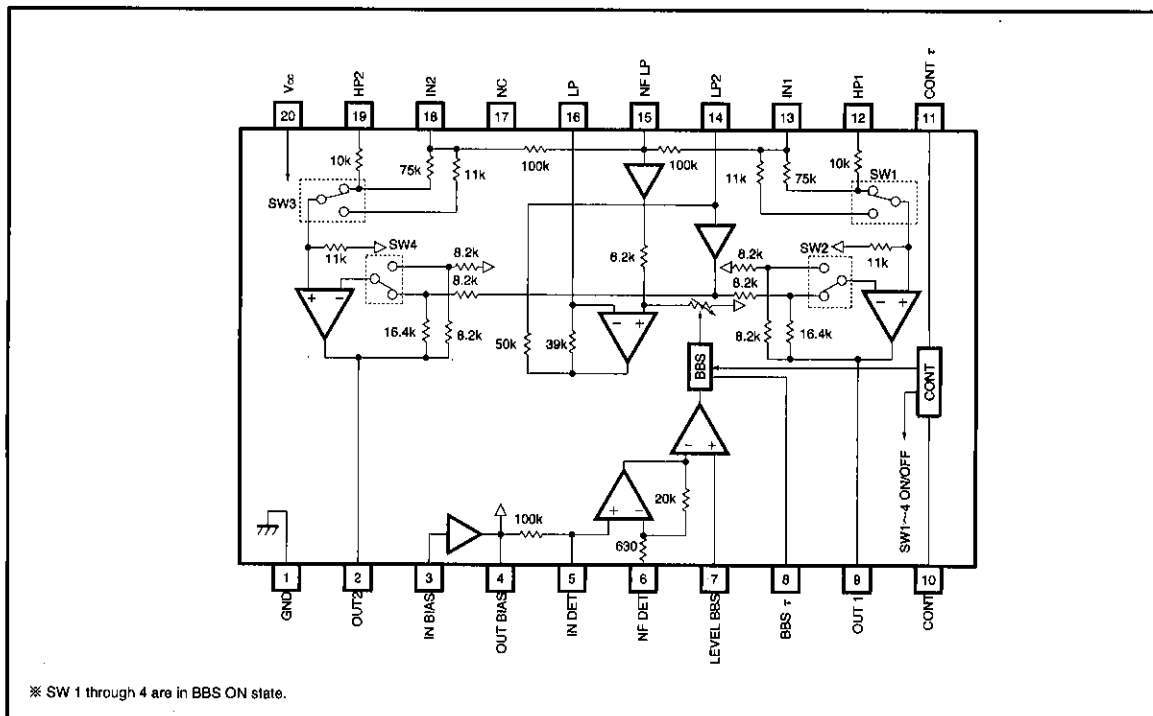 Vcc
HP2
IN2
NC
LP
NF LP
LP2
IN1
HP1
CONT τ
20
19
18
17
16
15
14
13
12
11
10k
75k
11k
100k
100k
11k
75k
10k
SW1
SW3
11k
SW4
8.2k
8.2k
8.2k
8.2k
8.2k
SW2
11k
+ −
16.4k
8.2k
50k
39k
− +
8.2k
16.4k
− +
BBS
CONT
− +
SW1~4 ON/OFF
20k
+ −
100k
630
1
2
3
4
5
6
7
8
9
10
GND
OUT2
IN BIAS
OUT BIAS
IN DET
NF DET
LEVEL BBS
BBS τ
OUT 1
CONT
※ SW 1 through 4 are in BBS ON state.